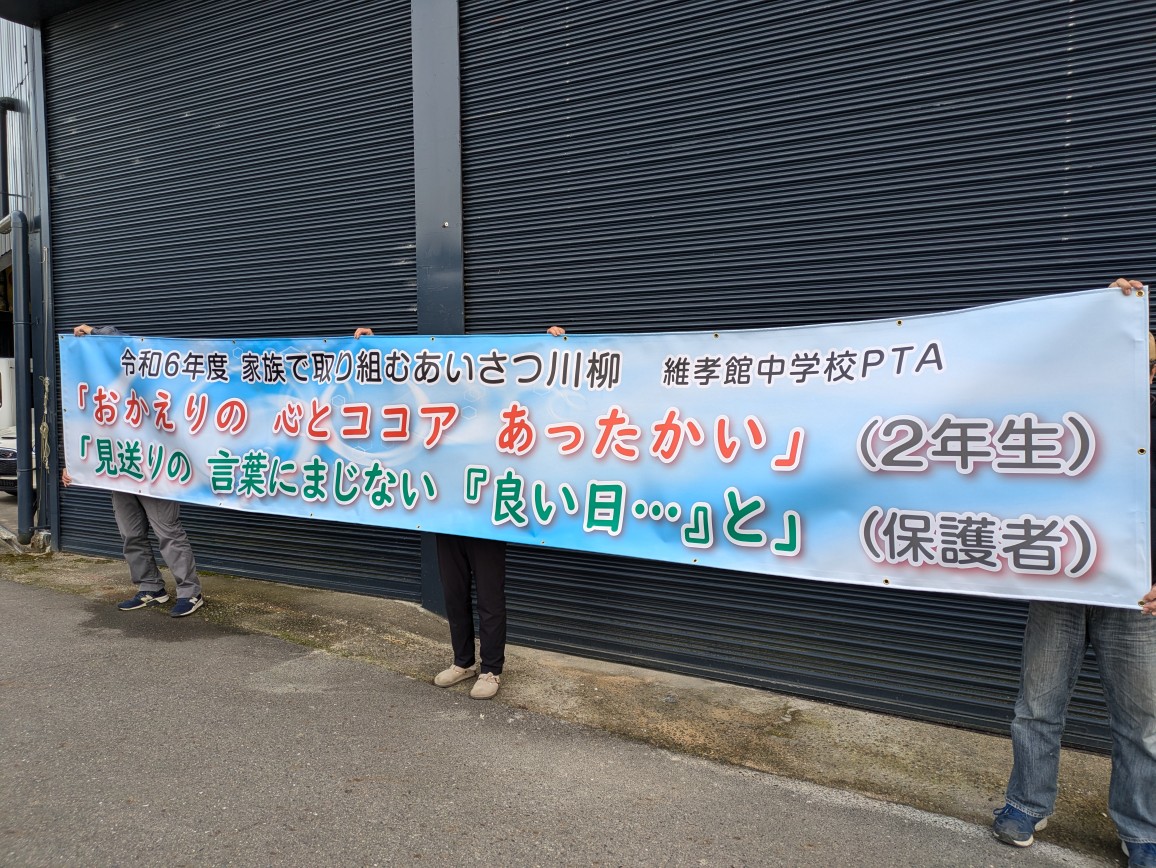 令和6年度 家族で取り組むあいさつ川柳 維孝館中学校PTA
「おかえりの 心とココア あったかい」 (2年生)
「見送りの 言葉にまじない 『良い日…』と」 (保護者)